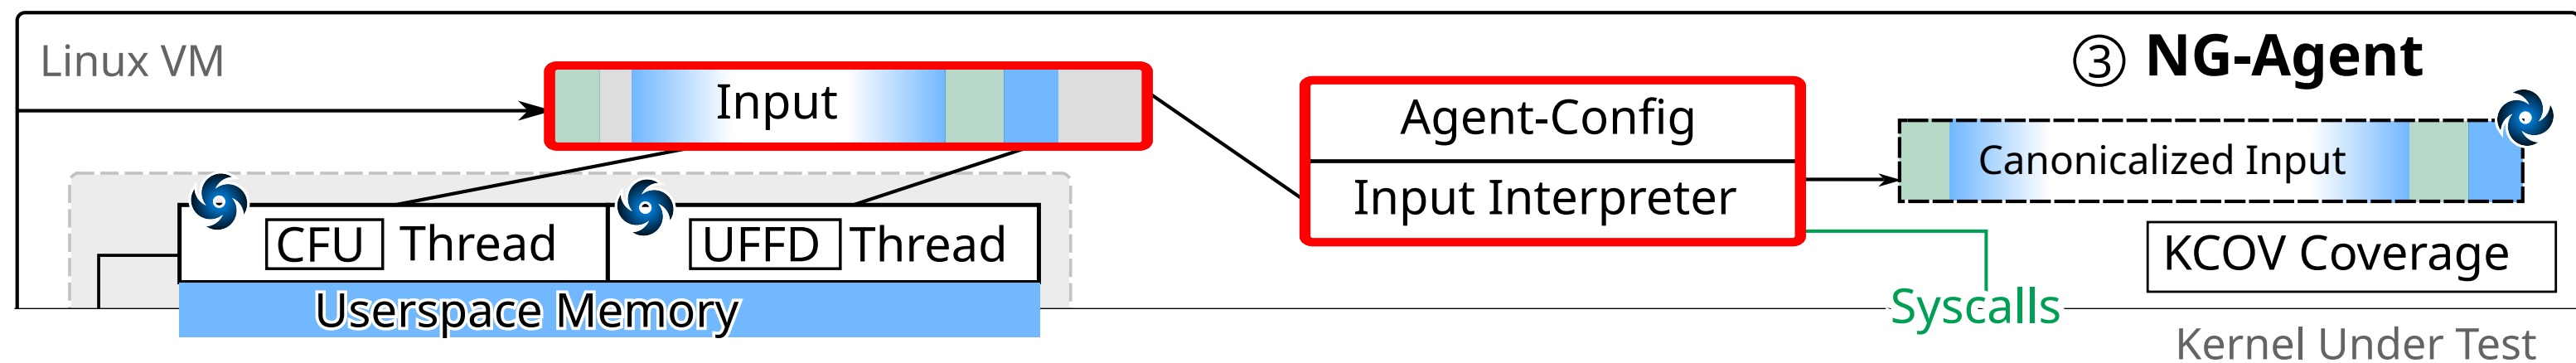 Linux VM
③ NG-Agent
Input
Agent-Config
Input Interpreter
Canonicalized Input
CFU Thread
UFFD Thread
KCOV Coverage
Userspace Memory
Syscalls
Kernel Under Test